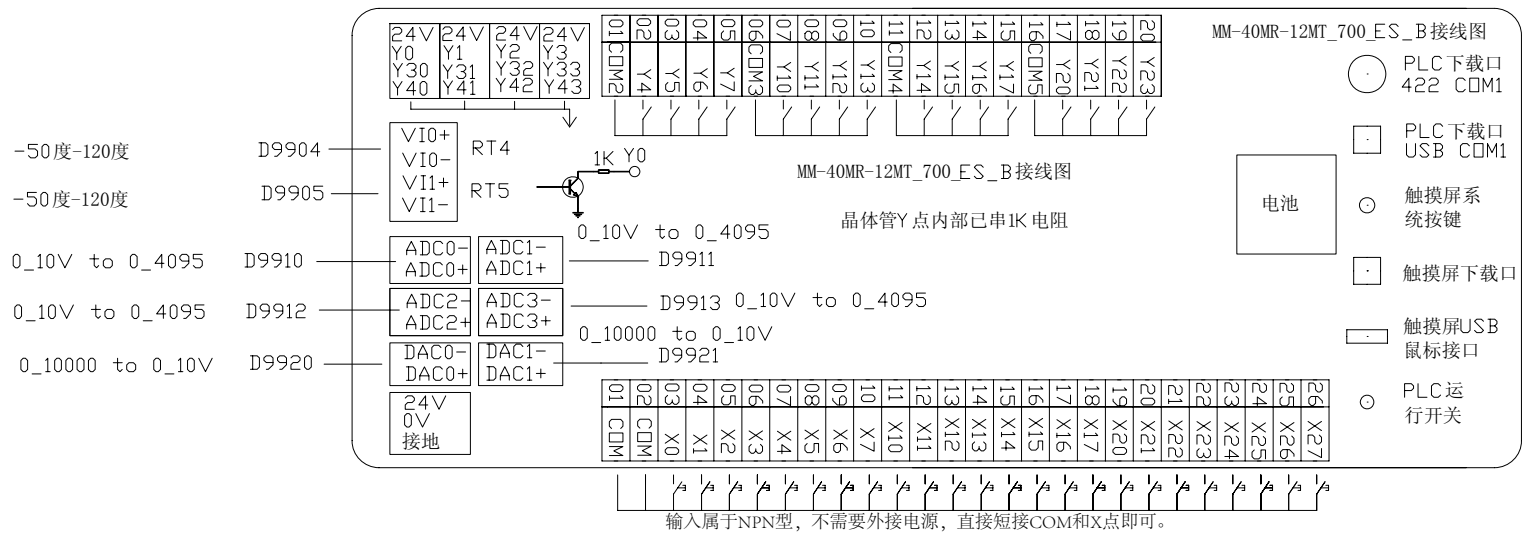 MM-40MR-12MT_700_ES_B接线图
24V 24V 24V 24V
Y0 Y1 Y2 Y3
Y30 Y31 Y32 Y33
Y40 Y41 Y42 Y43
01 02 03 04 05 06 07 08 09 10 11 12 13 14 15 16 17 18 19 20
COM2 Y4 Y5 Y6 Y7 COM3 Y10 Y11 Y12 Y13 COM4 Y14 Y15 Y16 Y17 COM5 Y20 Y21 Y22 Y23
PLC下载口
422 COM1
PLC下载口
USB COM1
触摸屏系
统按键
触摸屏下载口
触摸屏USB
鼠标接口
PLC运
行开关
电池
MM-40MR-12MT_700_ES_B接线图
晶体管Y点内部已串1K电阻
1K Y0
-50度-120度 D9904
VI0+
VI0-
RT4
-50度-120度 D9905
VI1+
VI1-
RT5
0_10V to 0_4095
0_10V to 0_4095 D9910
ADC0- ADC1-
ADC0+ ADC1+
D9911
0_10V to 0_4095 D9912
ADC2- ADC3-
ADC2+ ADC3+
D9913 0_10V to 0_4095
0_10000 to 0_10V
0_10000 to 0_10V D9920
DAC0- DAC1-
DAC0+ DAC1+
D9921
24V
0V
接地
01 02 03 04 05 06 07 08 09 10 11 12 13 14 15 16 17 18 19 20 21 22 23 24 25 26
COM COM X0 X1 X2 X3 X4 X5 X6 X7 X10 X11 X12 X13 X14 X15 X16 X17 X20 X21 X22 X23 X24 X25 X26 X27
输入属于NPN型，不需要外接电源，直接短接COM和X点即可。